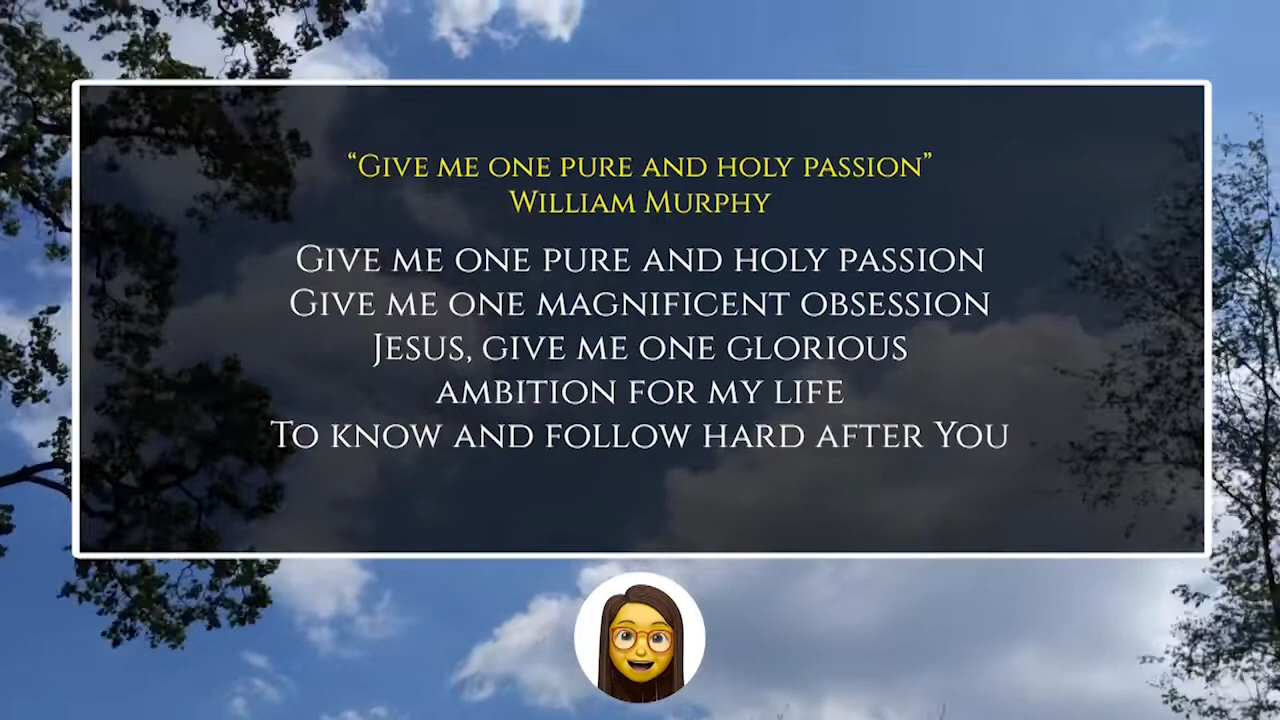 “Give me one pure and holy passion”
William Murphy
Give me one pure and holy passion
Give me one magnificent obsession
Jesus, give me one glorious
ambition for my life
To know and follow hard after You